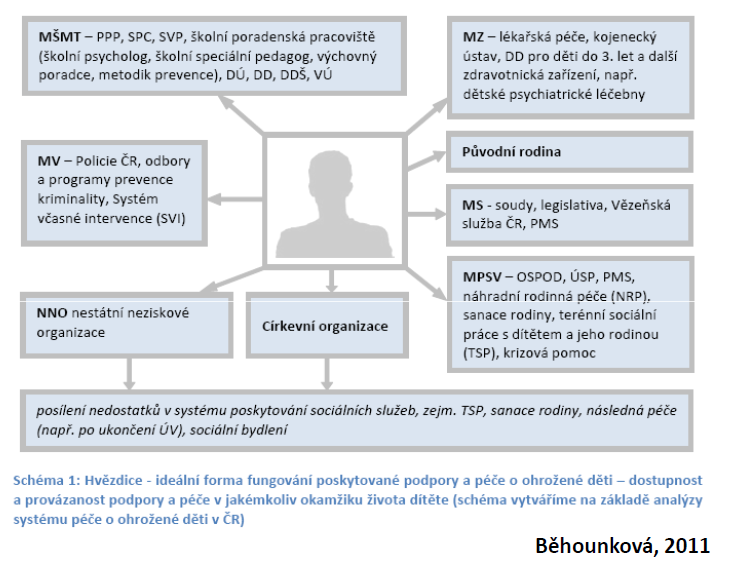 MŠMT – PPP, SPC, SVP, školní poradenská pracoviště
(školní psycholog, školní speciální pedagog, výchovný
poradce, metodik prevence), DÚ, DD, DDŠ, VÚ
MZ – lékařská péče, kojenecký
ústav, DD pro děti do 3. let a další
zdravotnická zařízení, např.
dětské psychiatrické léčebny
MV – Policie ČR, odbory
a programy prevence
kriminality, Systém
včasné intervence (SVI)
Původní rodina
MS - soudy, legislativa, Vězeňská
služba ČR, PMS
MPSV – OSPOD, ÚSP, PMS,
náhradní rodinná péče (NRP),
sanace rodiny, terénní sociální
práce s dítětem a jeho rodinou
(TSP), krizová pomoc
NNO nestátní neziskové
organizace
Církevní organizace
posílení nedostatků v systému poskytování sociálních služeb, zejm. TSP, sanace rodiny, následná péče
(např. po ukončení ÚV), sociální bydlení
Schéma 1: Hvězdice - ideální forma fungování poskytované podpory a péče o ohrožené děti – dostupnost
a provázanost podpory a péče v jakémkoliv okamžiku života dítěte (schéma vytváříme na základě analýzy
systému péče o ohrožené děti v ČR)
Běhounková, 2011